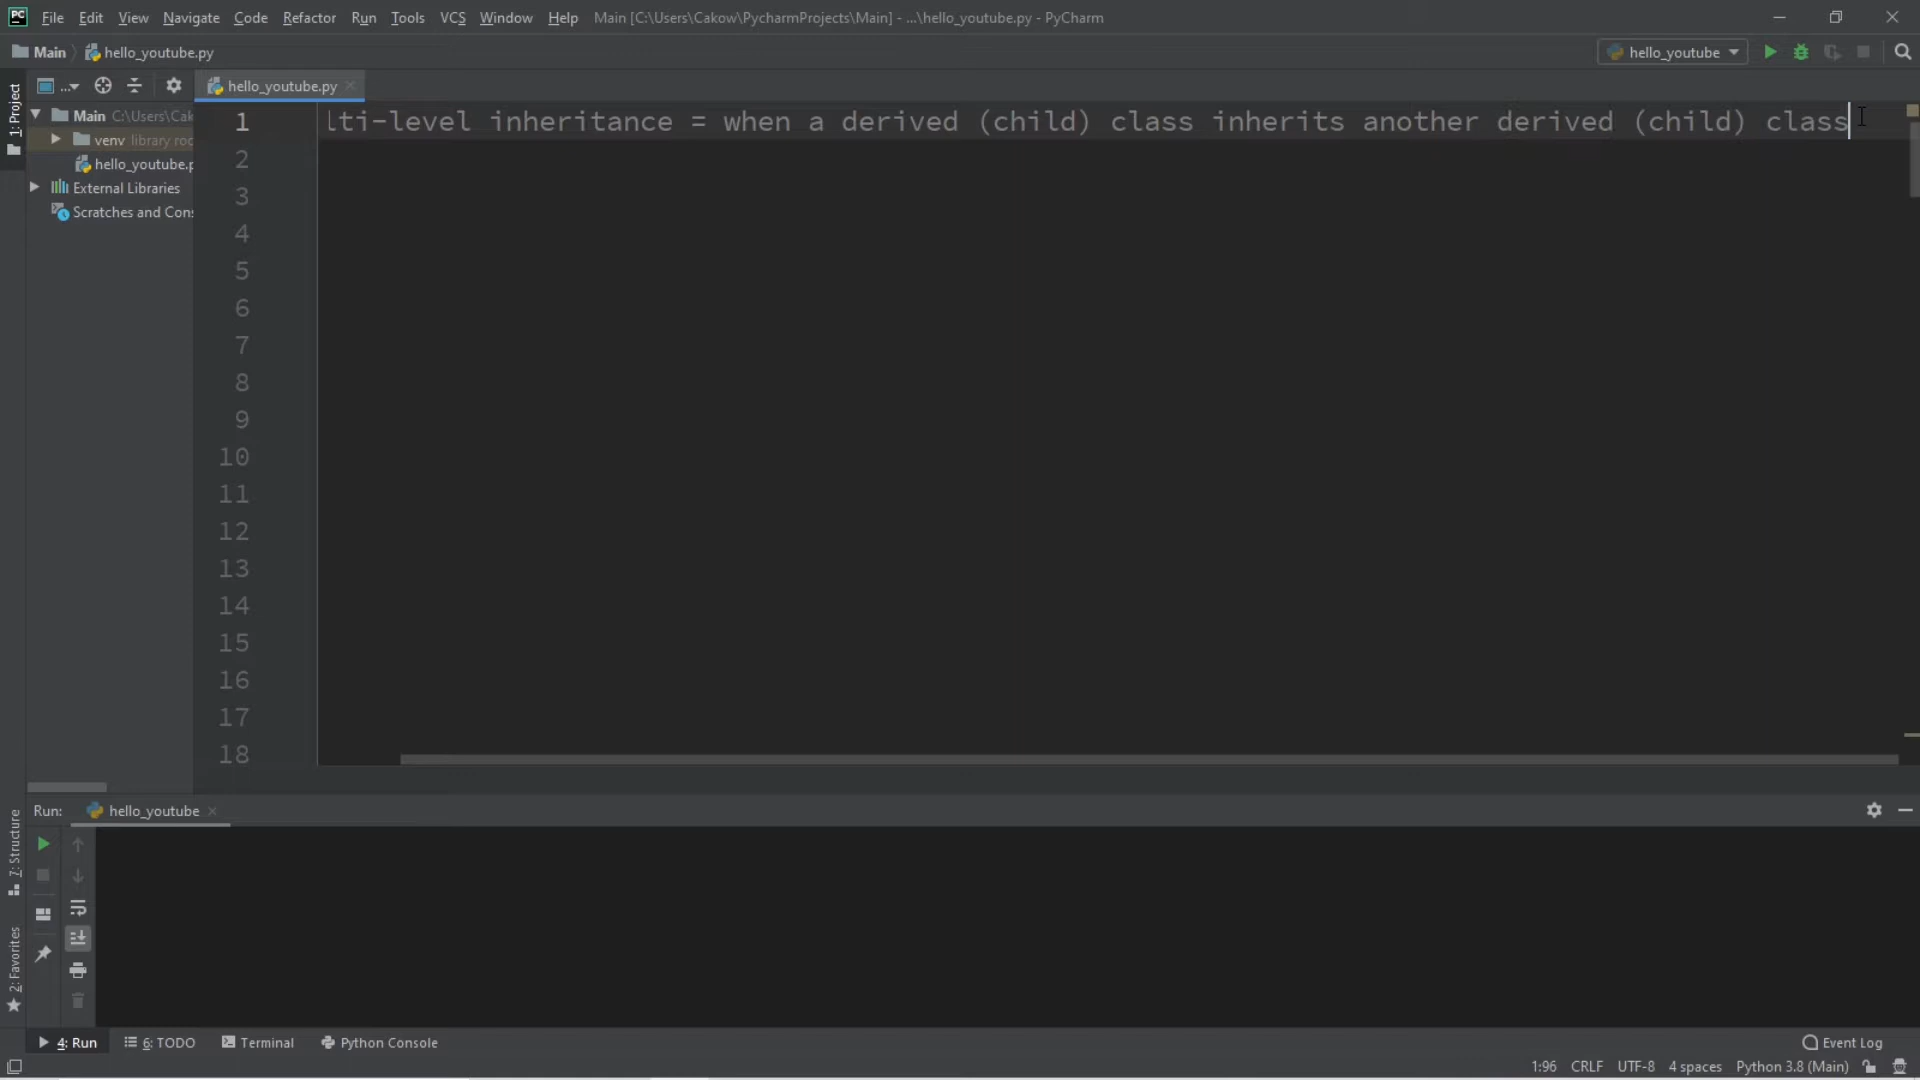 PC File Edit View Navigate Code Refactor Run Tools VCS Window Help Main [C:\Users\Cakow\PycharmProjects\Main] - ...\hello_youtube.py - PyCharm
Main hello_youtube.py hello_youtube
... hello_youtube.py
1: Project
Main C:\Users\Cak
venv library roo
hello_youtube.p
External Libraries
Scratches and Cons
1 lti-level inheritance = when a derived (child) class inherits another derived (child) class
2
3
4
5
6
7
8
9
10
11
12
13
14
15
16
17
18
Run: hello_youtube
7: Structure
2: Favorites
4: Run 6: TODO Terminal Python Console Event Log
1:96 CRLF UTF-8 4 spaces Python 3.8 (Main)